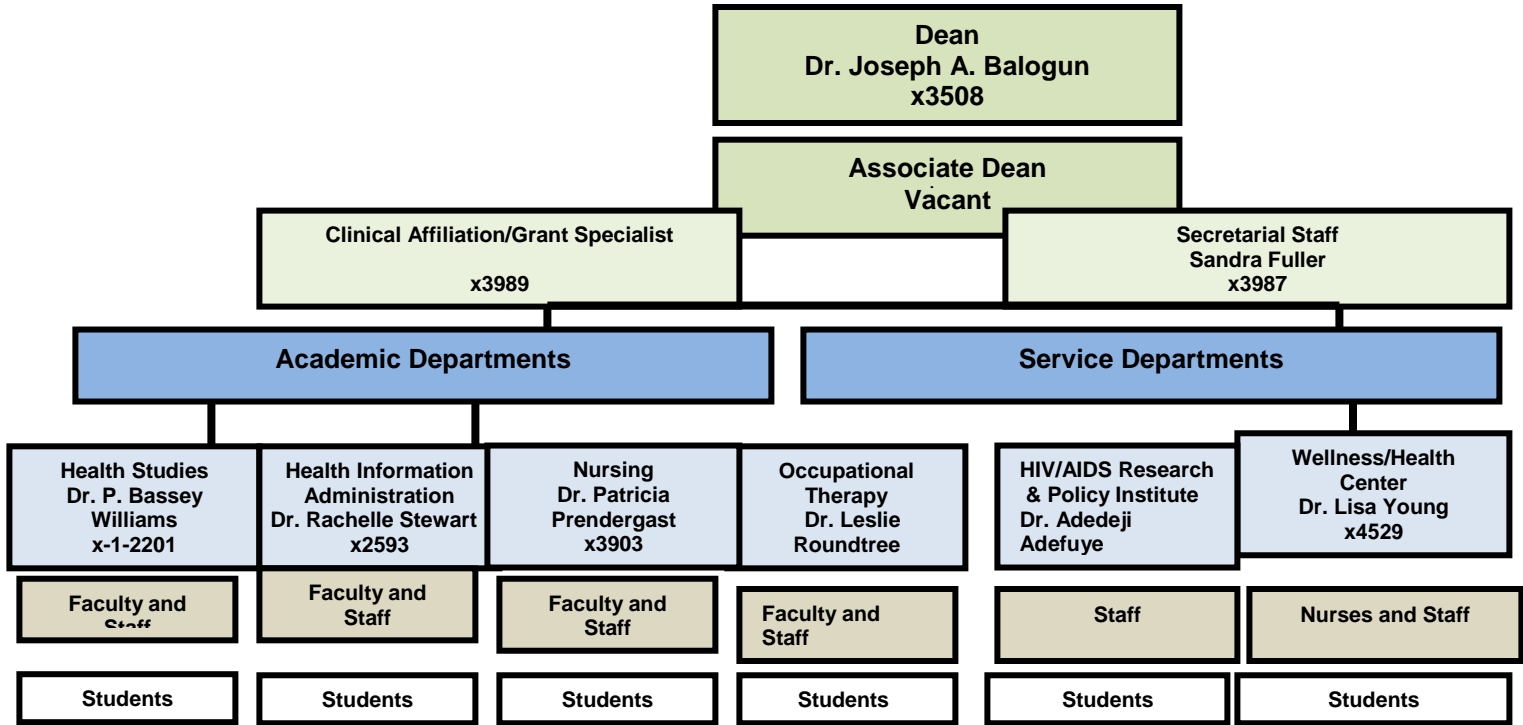 Dean
Dr. Joseph A. Balogun
x3508
Associate Dean
Vacant
Clinical Affiliation/Grant Specialist
x3989
Secretarial Staff
Sandra Fuller
x3987
Academic Departments
Service Departments
Health Studies
Dr. P. Bassey
Williams
x-1-2201
Health Information
Administration
Dr. Rachelle Stewart
x2593
Nursing
Dr. Patricia
Prendergast
x3903
Occupational
Therapy
Dr. Leslie
Roundtree
HIV/AIDS Research
& Policy Institute
Dr. Adedeji
Adefuye
Wellness/Health
Center
Dr. Lisa Young
x4529
Faculty and
Staff
Faculty and
Staff
Faculty and
Staff
Faculty and
Staff
Staff
Nurses and Staff
Students
Students
Students
Students
Students
Students